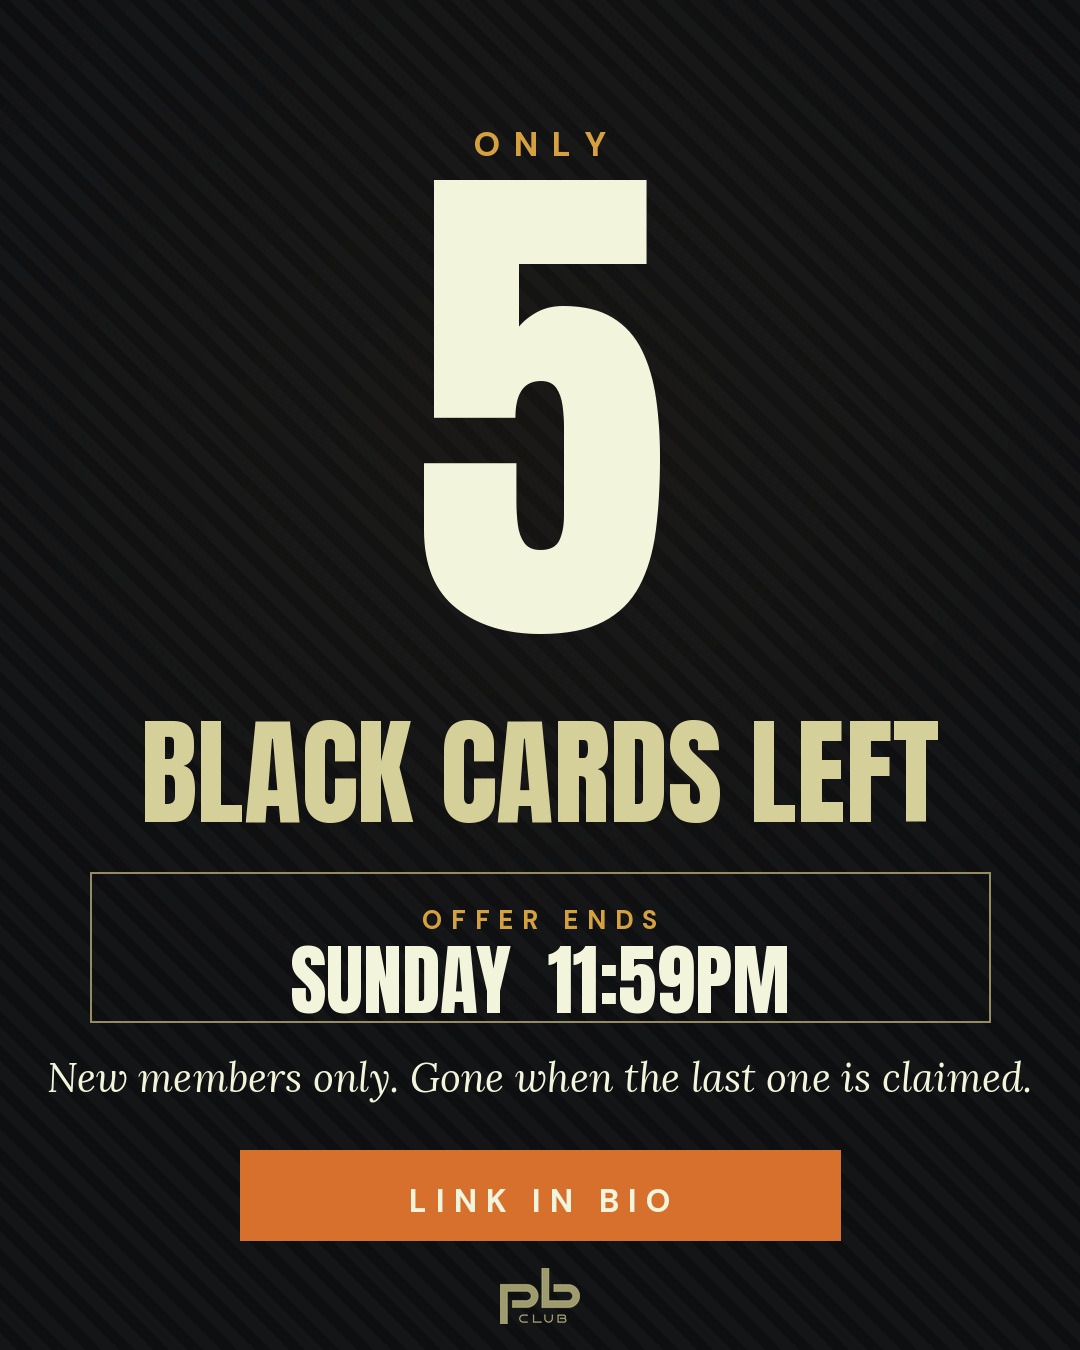 ONLY
5
BLACK CARDS LEFT
OFFER ENDS
SUNDAY 11:59PM
New members only. Gone when the last one is claimed.
LINK IN BIO
pb
CLUB